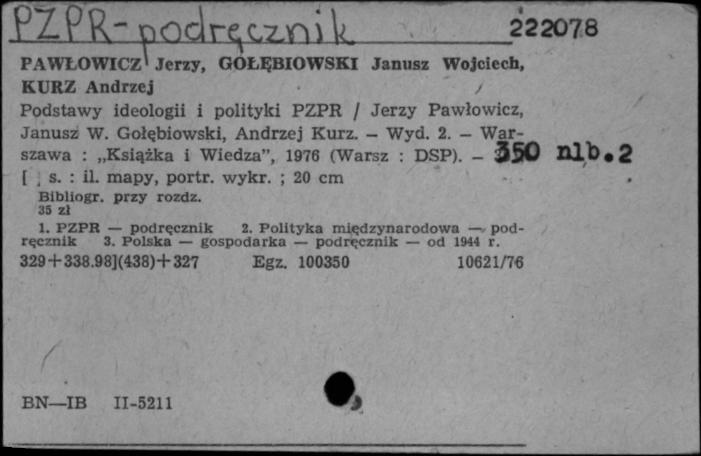 PZPR-podręcznik 222078
PAWŁOWICZ Jerzy, GOŁĘBIOWSKI Janusz Wojciech,
KURZ Andrzej
Podstawy ideologii i polityki PZPR / Jerzy Pawłowicz,
Janusz W. Gołębiowski, Andrzej Kurz. — Wyd. 2. — War-
szawa : „Książka i Wiedza”, 1976 (Warsz : DSP). — 350 nlb.2
[ s. : il. mapy, portr. wykr. ; 20 cm
Bibliogr. przy rozdz.
35 zł
1. PZPR — podręcznik 2. Polityka międzynarodowa — pod-
ręcznik 3. Polska — gospodarka — podręcznik — od 1944 r.
329+338.98](438)+327 Egz. 100350 10621/76
BN—IB II-5211